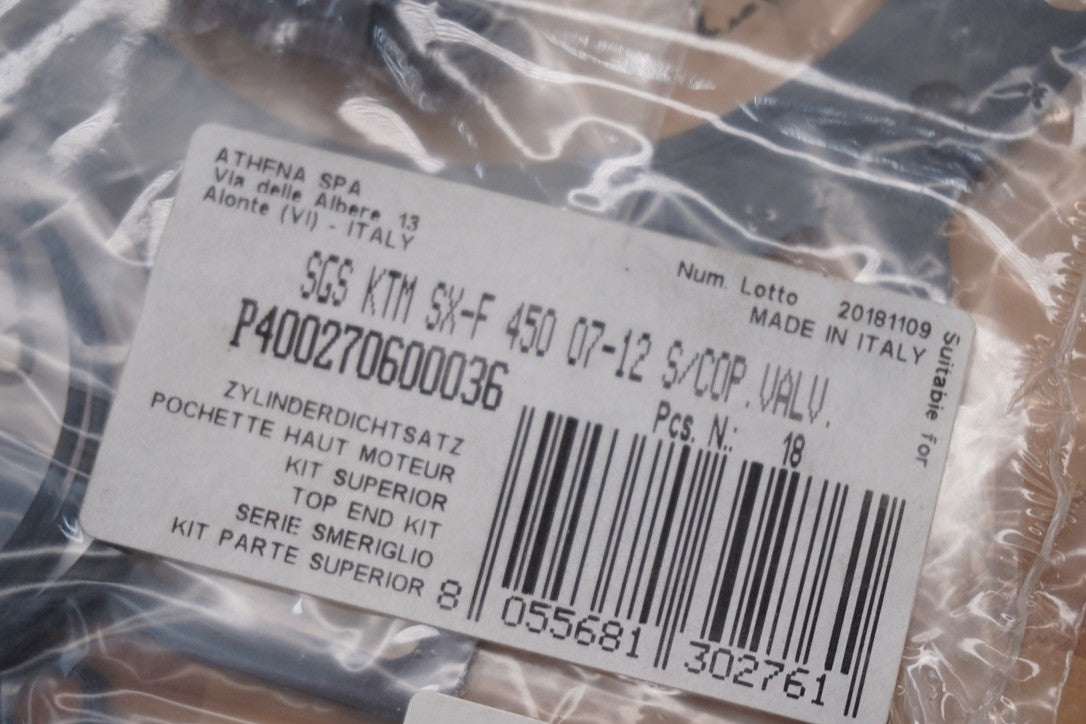 ATHENA SPA
Via delle Albere, 13
Alonte (VI) - ITALY
Num. Lotto 20181109
MADE IN ITALY
SGS KTM SX-F 450 07-12 S/COP.VALV.
P400270600036
Pcs. N.: 18
Suitable for
ZYLINDERDICHTSATZ
POCHETTE HAUT MOTEUR
KIT SUPERIOR
TOP END KIT
SERIE SMERIGLIO
KIT PARTE SUPERIOR
8 055681 302761